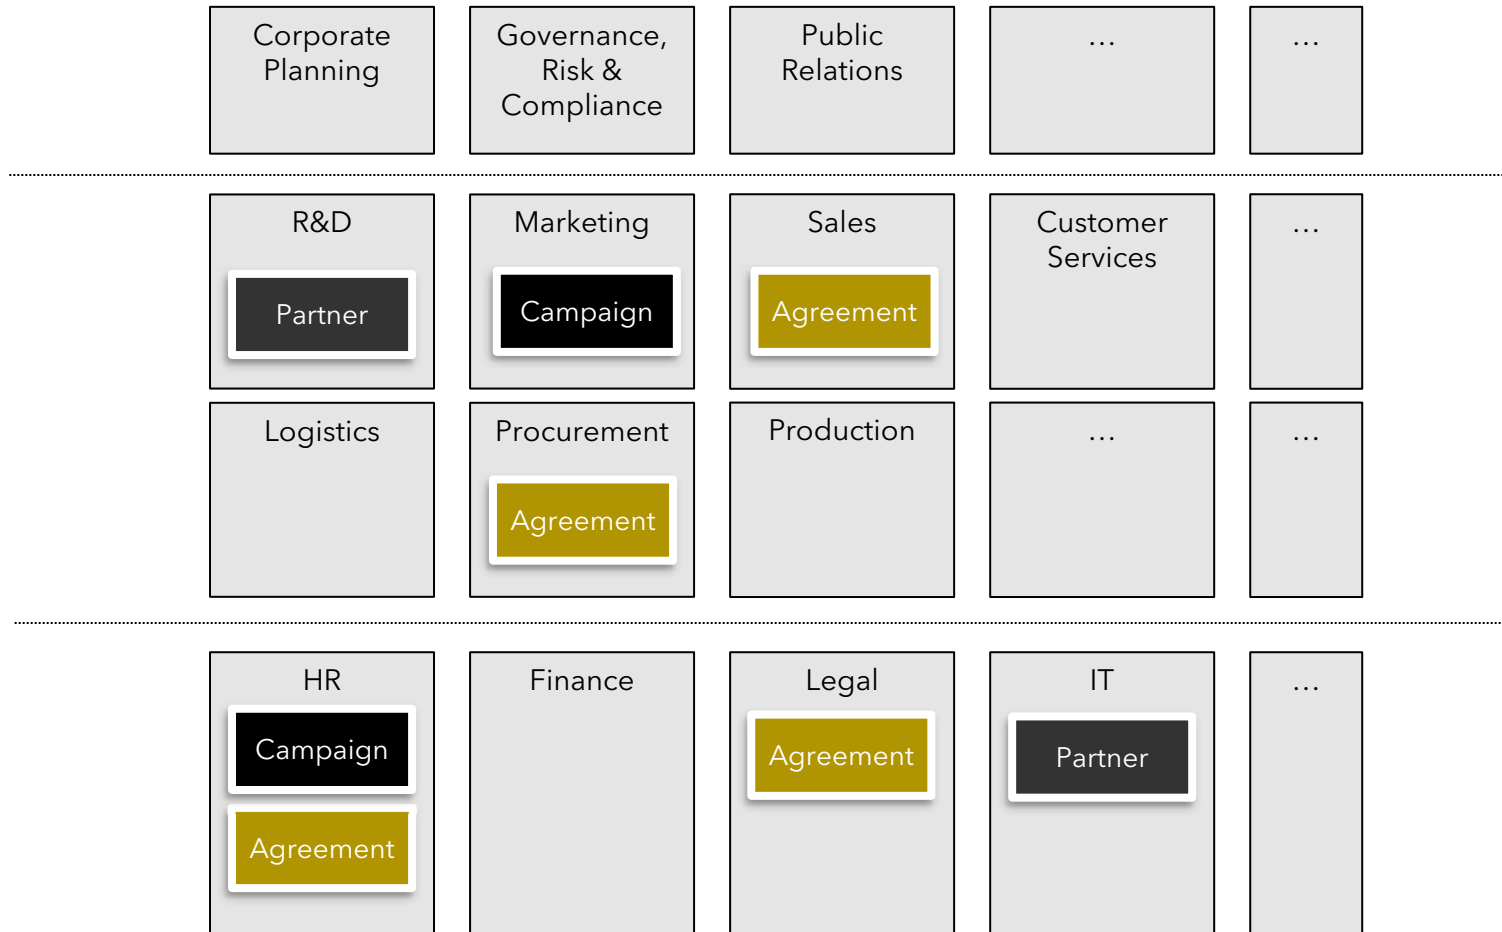 Corporate
Planning
Governance,
Risk &
Compliance
Public
Relations
…
…
R&D
Partner
Marketing
Campaign
Sales
Agreement
Customer
Services
…
Logistics
Procurement
Agreement
Production
…
…
HR
Campaign
Agreement
Finance
Legal
Agreement
IT
Partner
…